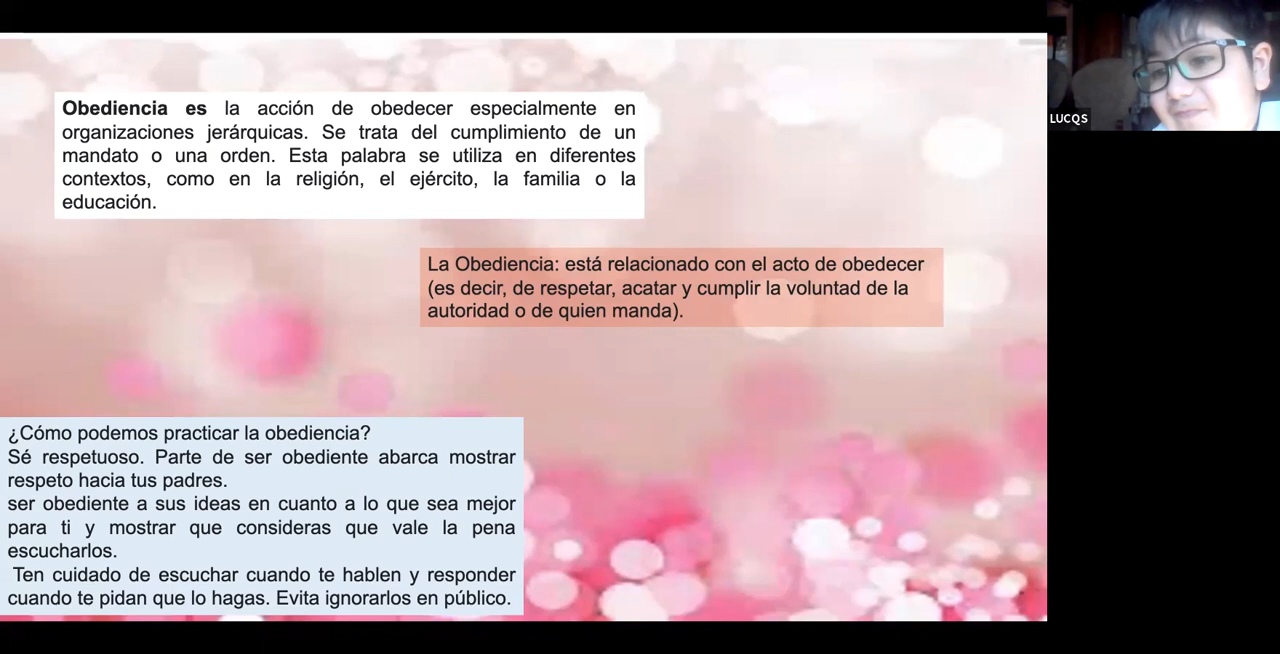 Obediencia es la acción de obedecer especialmente en
organizaciones jerárquicas. Se trata del cumplimiento de un
mandato o una orden. Esta palabra se utiliza en diferentes
contextos, como en la religión, el ejército, la familia o la
educación.
La Obediencia: está relacionado con el acto de obedecer
(es decir, de respetar, acatar y cumplir la voluntad de la
autoridad o de quien manda).
¿Cómo podemos practicar la obediencia?
Sé respetuoso. Parte de ser obediente abarca mostrar
respeto hacia tus padres.
ser obediente a sus ideas en cuanto a lo que sea mejor
para ti y mostrar que consideras que vale la pena
escucharlos.
Ten cuidado de escuchar cuando te hablen y responder
cuando te pidan que lo hagas. Evita ignorarlos en público.
LUCQS